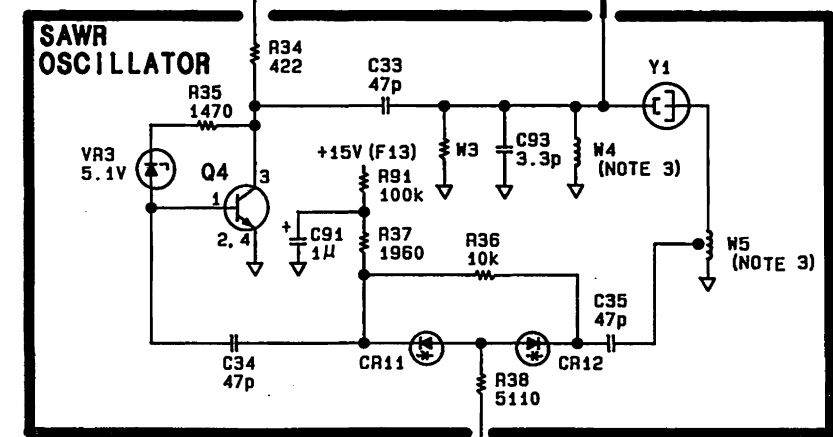 SAWR
OSCILLATOR
R34
422
C33
47p
Y1
R35
1470
VR3
5.1V
Q4
3
1
2,4
+15V (F13)
R91
100k
W3
C93
3.3p
W4
(NOTE 3)
+
C91
1µ
R37
1960
R36
10k
W5
(NOTE 3)
C35
47p
C34
47p
CR11
*
*
CR12
R38
5110